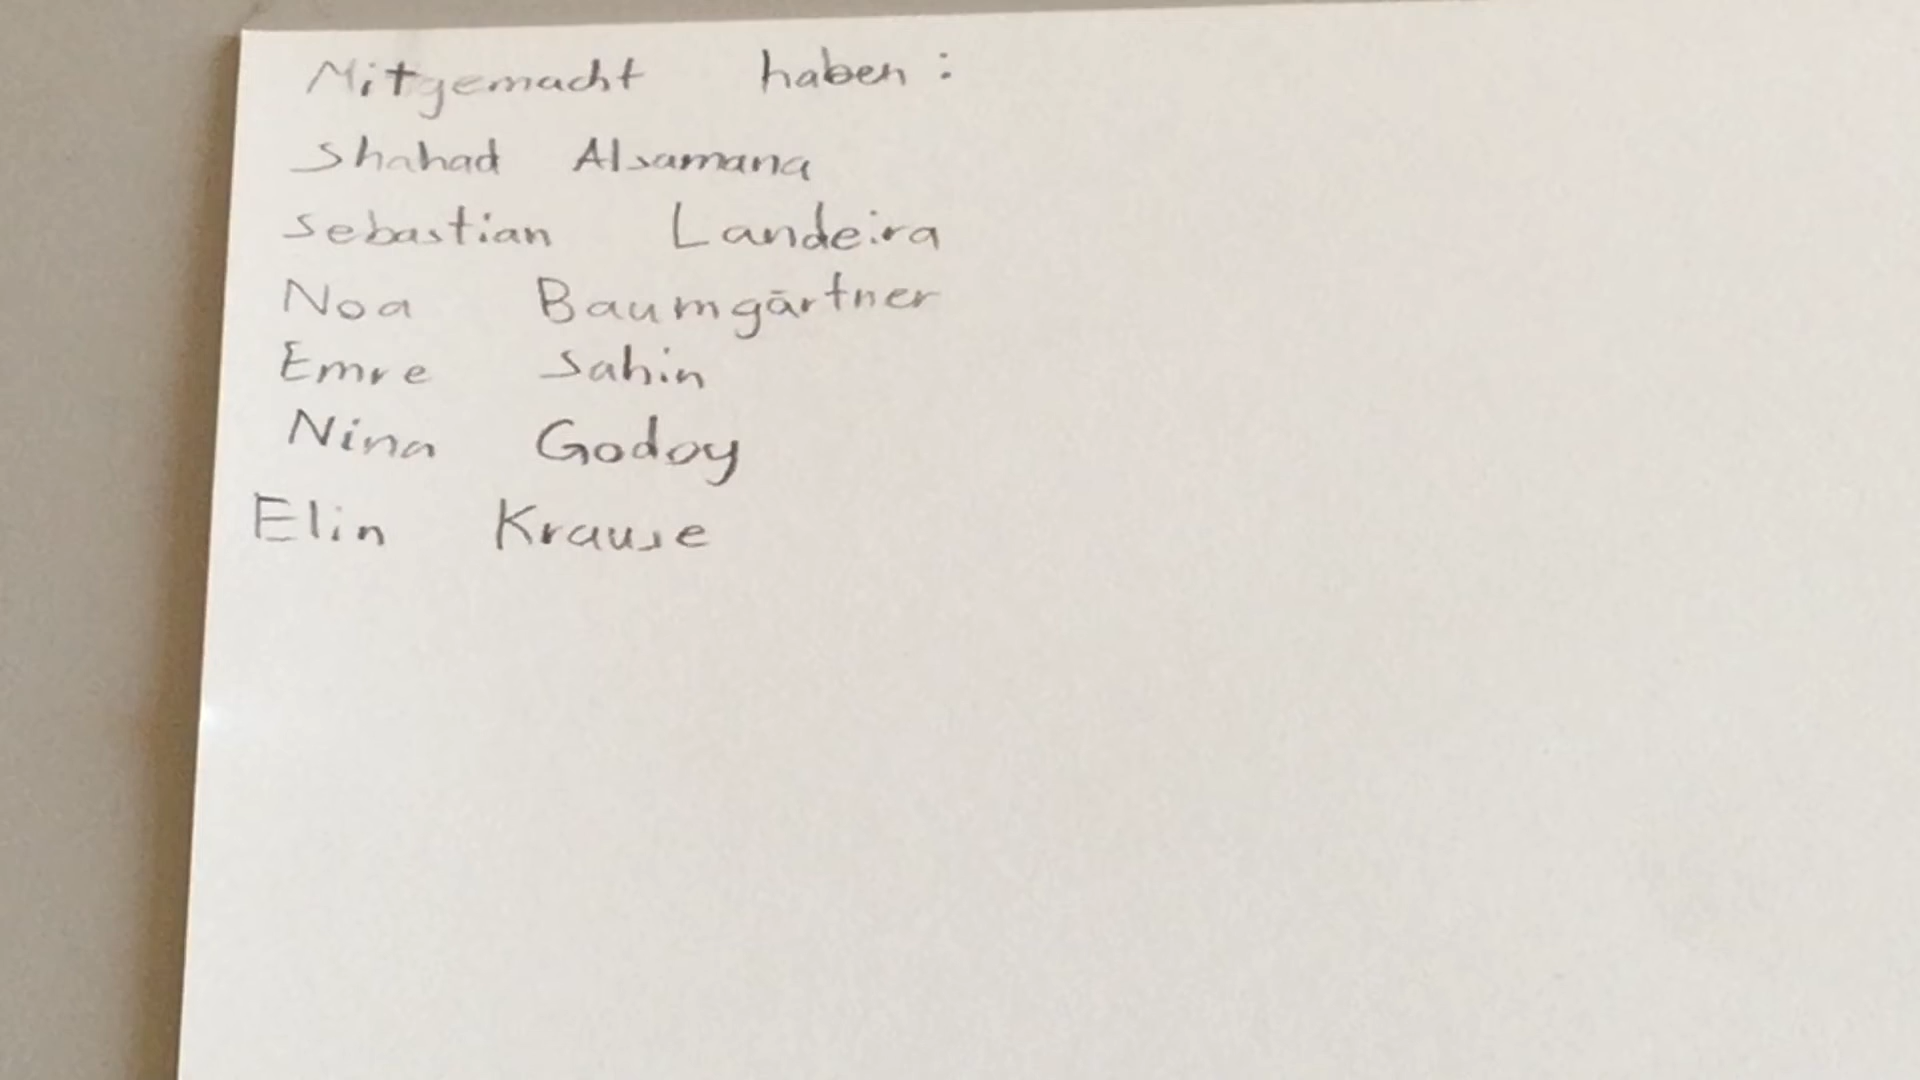 Mitgemacht haben:
Shahad Alsamana
Sebastian Landeira
Noa Baumgärtner
Emre Sahin
Nina Godoy
Elin Krause